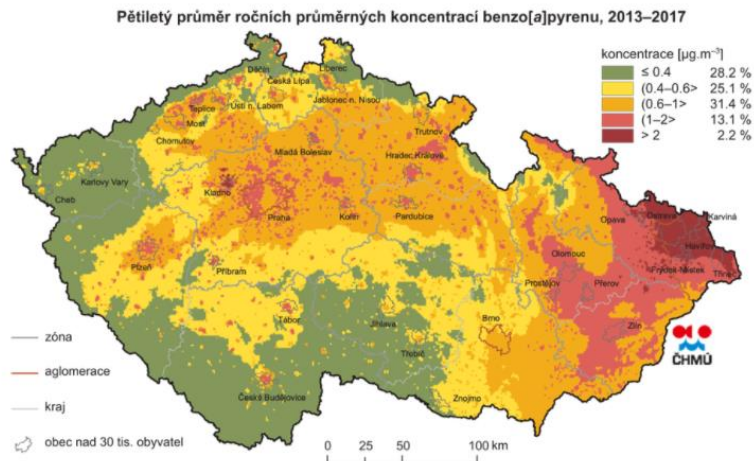 Pětiletý průměr ročních průměrných koncentrací benzo[a]pyrenu, 2013–2017
koncentrace [µg.m⁻³]
≤ 0.4 28.2 %
(0.4–0.6> 25.1 %
(0.6–1> 31.4 %
(1–2> 13.1 %
> 2 2.2 %
Děčín
Liberec
Česká Lípa
Teplice
Ústí n. Labem
Jablonec n. Nisou
Most
Trutnov
Chomutov
Mladá Boleslav
Hradec Králové
Karlovy Vary
Kladno
Cheb
Praha
Kolín
Pardubice
Opava
Ostrava
Karviná
Havířov
Olomouc
Frýdek-Místek
Třinec
Plzeň
Příbram
Prostějov
Přerov
Tábor
Jihlava
Brno
Zlín
Třebíč
ČHMÚ
České Budějovice
Znojmo
zóna
aglomerace
kraj
obec nad 30 tis. obyvatel
0 25 50 100 km